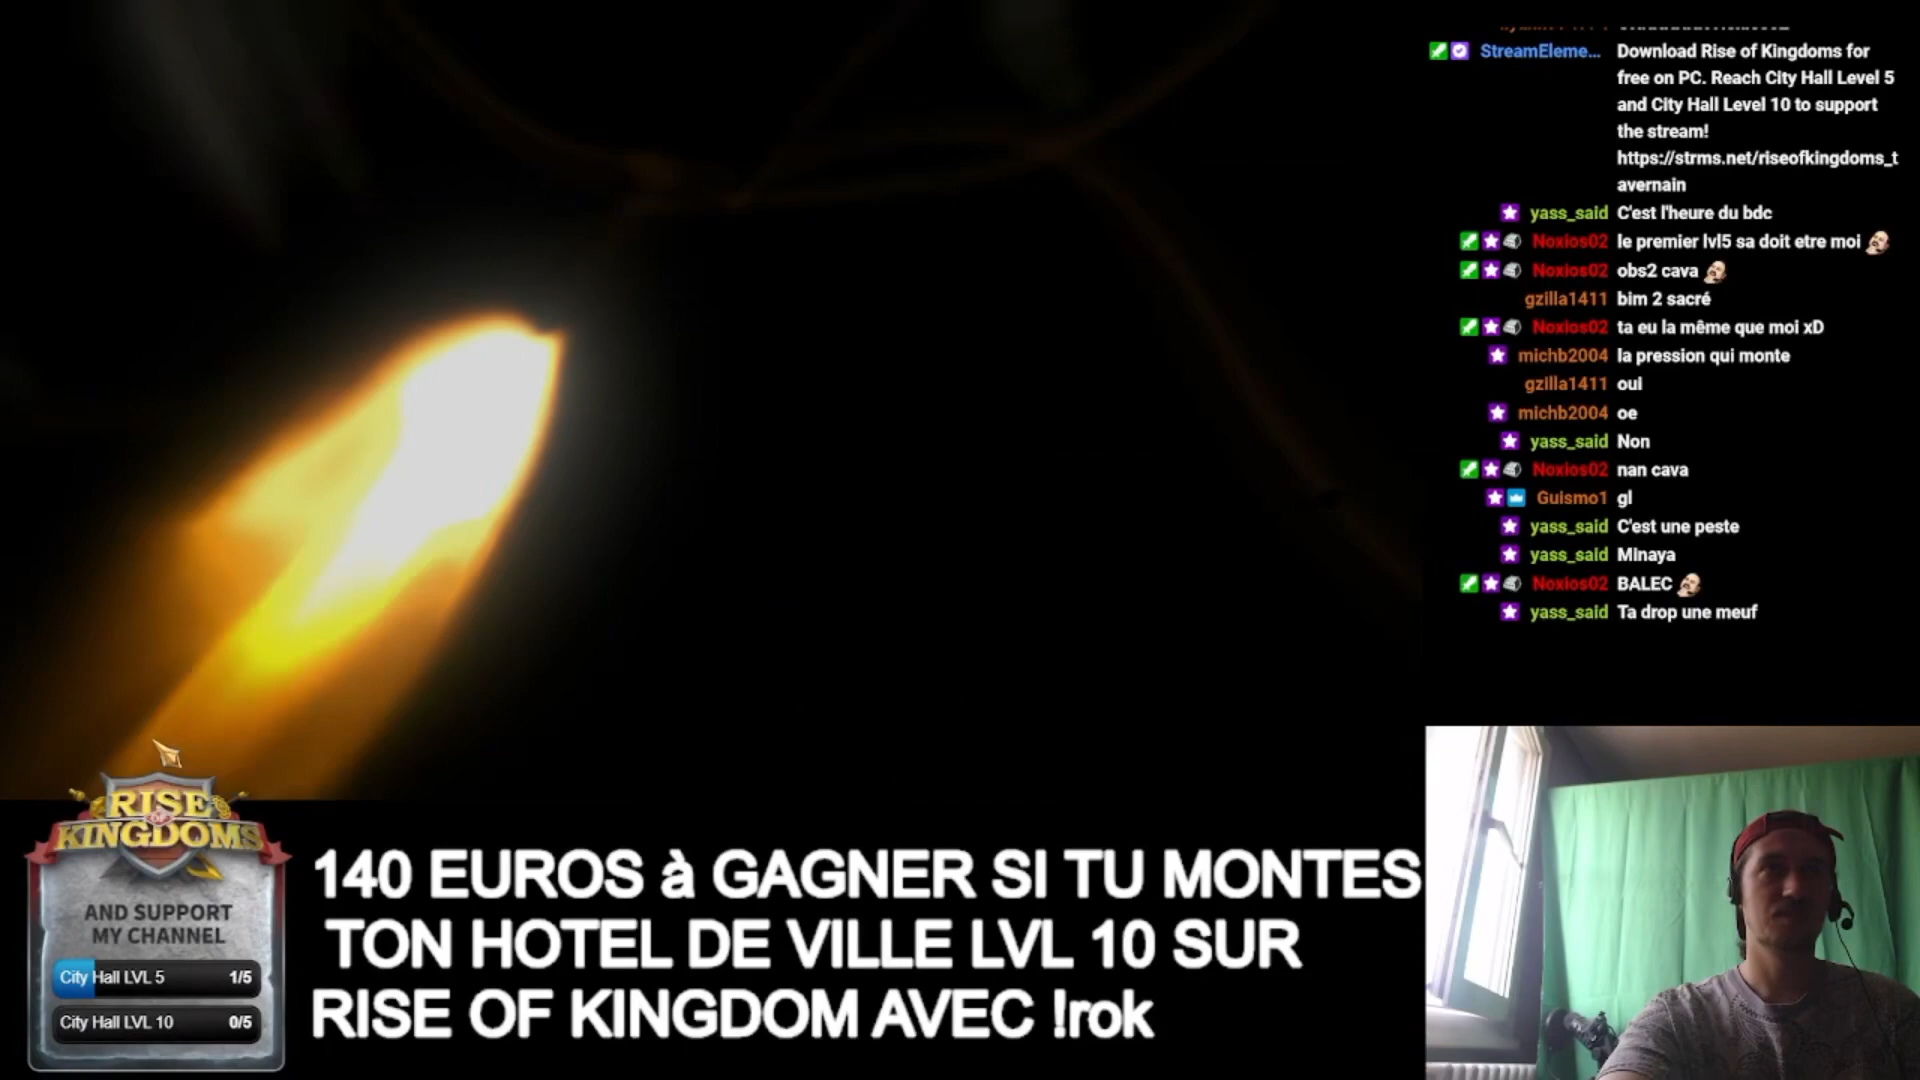 StreamEleme... Download Rise of Kingdoms for
free on PC. Reach City Hall Level 5
and City Hall Level 10 to support
the stream!
https://strms.net/riseofkingdoms_t
avernain
yass_said C'est l'heure du bdc
Noxios02 le premier lvl5 sa doit etre moi
Noxios02 obs2 cava
gzilla1411 bim 2 sacré
Noxios02 ta eu la même que moi xD
michb2004 la pression qui monte
gzilla1411 oui
michb2004 oe
yass_said Non
Noxios02 nan cava
Guismo1 gl
yass_said C'est une peste
yass_said Minaya
Noxios02 BALEC
yass_said Ta drop une meuf
RISE
OF
KINGDOMS
AND SUPPORT
MY CHANNEL
City Hall LVL 5 1/5
City Hall LVL 10 0/5
140 EUROS à GAGNER SI TU MONTES
TON HOTEL DE VILLE LVL 10 SUR
RISE OF KINGDOM AVEC !rok